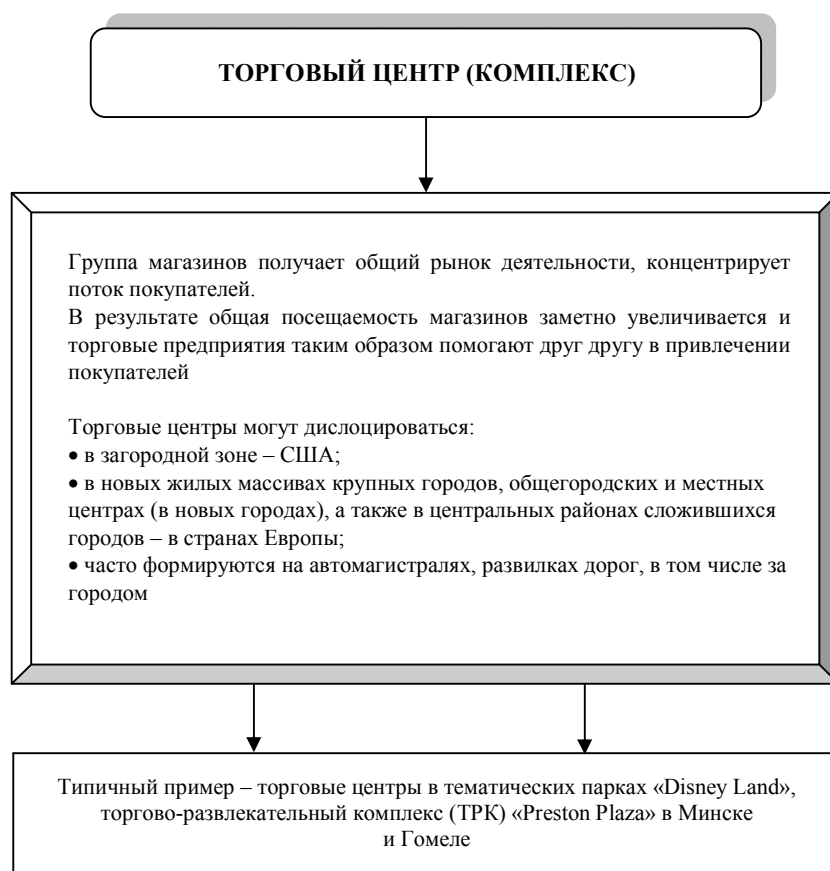 ТОРГОВЫЙ ЦЕНТР (КОМПЛЕКС)
Группа магазинов получает общий рынок деятельности, концентрирует
поток покупателей.
В результате общая посещаемость магазинов заметно увеличивается и
торговые предприятия таким образом помогают друг другу в привлечении
покупателей
Торговые центры могут дислоцироваться:
• в загородной зоне – США;
• в новых жилых массивах крупных городов, общегородских и местных
центрах (в новых городах), а также в центральных районах сложившихся
городов – в странах Европы;
• часто формируются на автомагистралях, развилках дорог, в том числе за
городом
Типичный пример – торговые центры в тематических парках «Disney Land»,
торгово-развлекательный комплекс (ТРК) «Preston Plaza» в Минске
и Гомеле